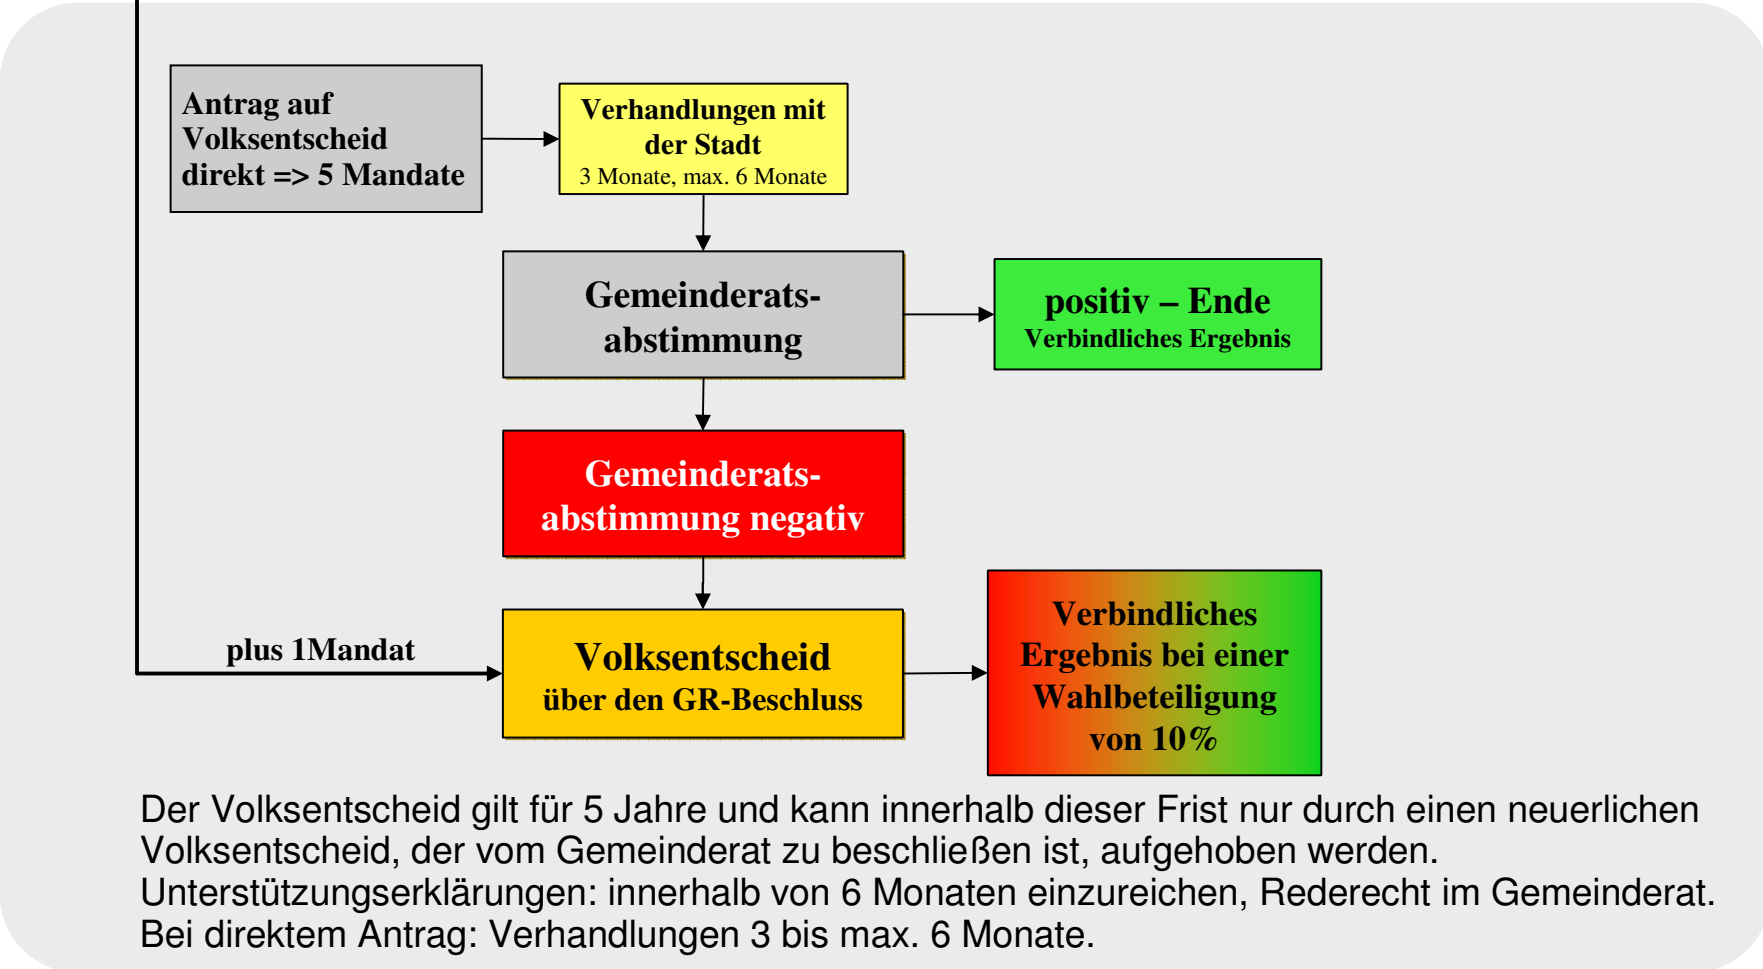 Antrag auf
Volksentscheid
direkt => 5 Mandate
Verhandlungen mit
der Stadt
3 Monate, max. 6 Monate
Gemeinderats-
abstimmung
positiv – Ende
Verbindliches Ergebnis
Gemeinderats-
abstimmung negativ
plus 1Mandat
Volksentscheid
über den GR-Beschluss
Verbindliches
Ergebnis bei einer
Wahlbeteiligung
von 10%
Der Volksentscheid gilt für 5 Jahre und kann innerhalb dieser Frist nur durch einen neuerlichen
Volksentscheid, der vom Gemeinderat zu beschließen ist, aufgehoben werden.
Unterstützungserklärungen: innerhalb von 6 Monaten einzureichen, Rederecht im Gemeinderat.
Bei direktem Antrag: Verhandlungen 3 bis max. 6 Monate.